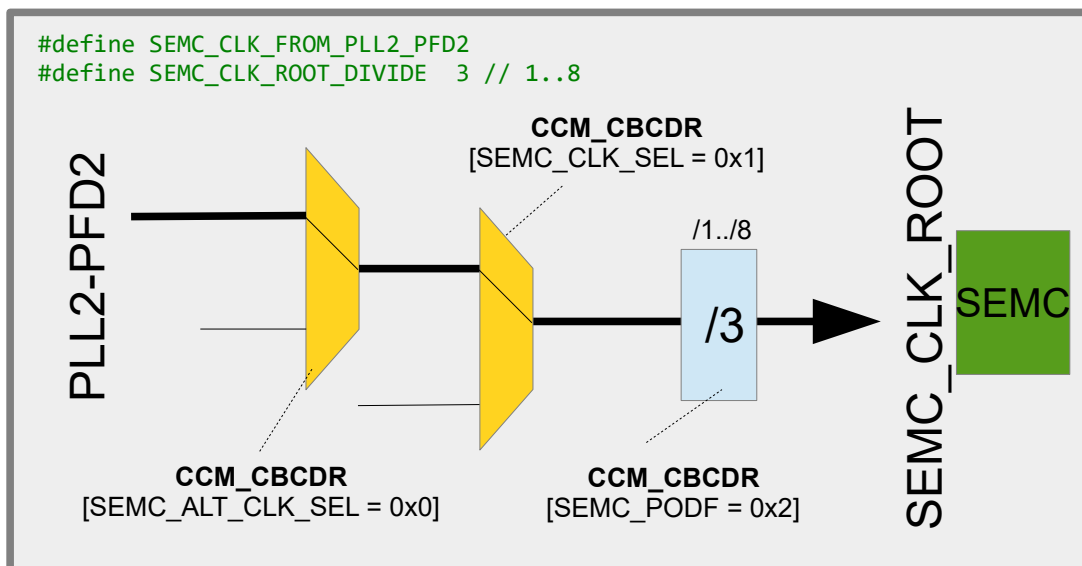 #define SEMC_CLK_FROM_PLL2_PFD2
#define SEMC_CLK_ROOT_DIVIDE  3 // 1..8
PLL2-PFD2
CCM_CBCDR
[SEMC_CLK_SEL = 0x1]
/1../8
/3
SEMC_CLK_ROOT
SEMC
CCM_CBCDR
[SEMC_ALT_CLK_SEL = 0x0]
CCM_CBCDR
[SEMC_PODF = 0x2]